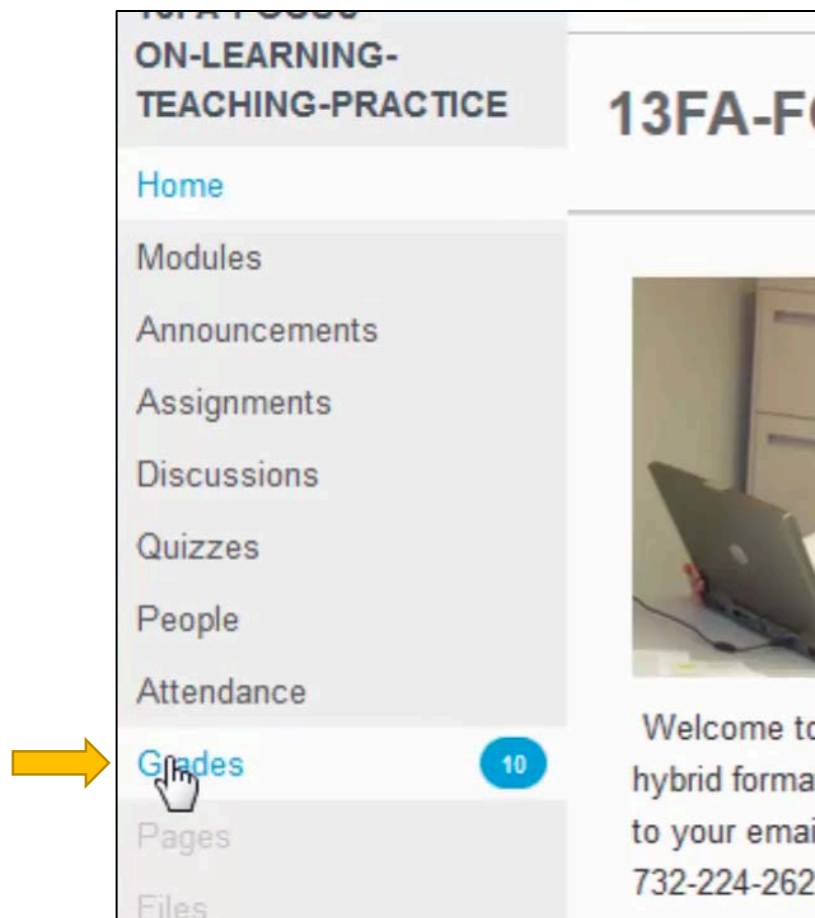 ON-LEARNING-
TEACHING-PRACTICE
Home
Modules
Announcements
Assignments
Discussions
Quizzes
People
Attendance
Grades 10
Pages
Files
13FA-FO
Welcome to
hybrid forma
to your emai
732-224-262